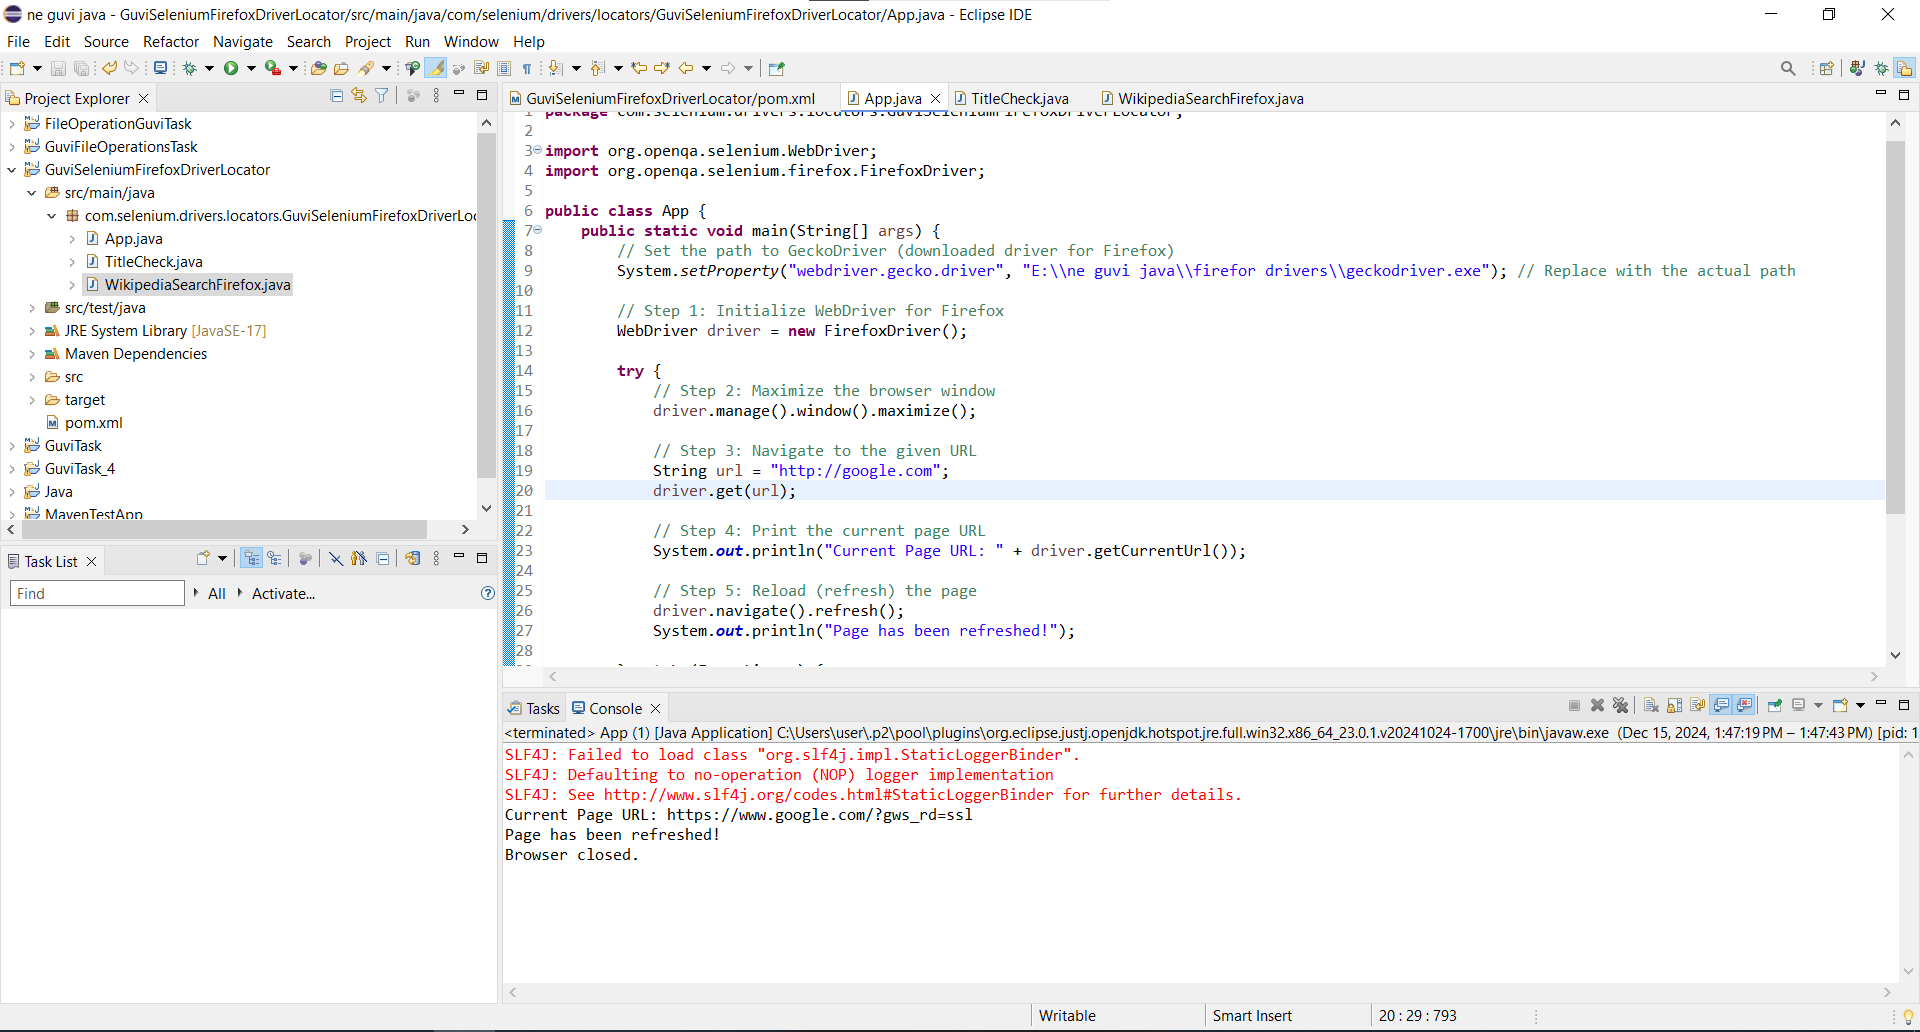 ne guvi java - GuviSeleniumFirefoxDriverLocator/src/main/java/com/selenium/drivers/locators/GuviSeleniumFirefoxDriverLocator/App.java - Eclipse IDE
File Edit Source Refactor Navigate Search Project Run Window Help
Project Explorer
FileOperationGuviTask
GuviFileOperationsTask
GuviSeleniumFirefoxDriverLocator
src/main/java
com.selenium.drivers.locators.GuviSeleniumFirefoxDriverLoc
App.java
TitleCheck.java
WikipediaSearchFirefox.java
src/test/java
JRE System Library [JavaSE-17]
Maven Dependencies
src
target
pom.xml
GuviTask
GuviTask_4
Java
MavenTestApp
Task List
Find All Activate...
GuviSeleniumFirefoxDriverLocator/pom.xml App.java TitleCheck.java WikipediaSearchFirefox.java
1 package com.selenium.drivers.locators.GuviSeleniumFirefoxDriverLocator;
2
3 import org.openqa.selenium.WebDriver;
4 import org.openqa.selenium.firefox.FirefoxDriver;
5
6 public class App {
7 public static void main(String[] args) {
8 // Set the path to GeckoDriver (downloaded driver for Firefox)
9 System.setProperty("webdriver.gecko.driver", "E:\\ne guvi java\\firefor drivers\\geckodriver.exe"); // Replace with the actual path
10
11 // Step 1: Initialize WebDriver for Firefox
12 WebDriver driver = new FirefoxDriver();
13
14 try {
15 // Step 2: Maximize the browser window
16 driver.manage().window().maximize();
17
18 // Step 3: Navigate to the given URL
19 String url = "http://google.com";
20 driver.get(url);
21
22 // Step 4: Print the current page URL
23 System.out.println("Current Page URL: " + driver.getCurrentUrl());
24
25 // Step 5: Reload (refresh) the page
26 driver.navigate().refresh();
27 System.out.println("Page has been refreshed!");
28
Tasks Console
<terminated> App (1) [Java Application] C:\Users\user\.p2\pool\plugins\org.eclipse.justj.openjdk.hotspot.jre.full.win32.x86_64_23.0.1.v20241024-1700\jre\bin\javaw.exe (Dec 15, 2024, 1:47:19 PM – 1:47:43 PM) [pid: 1
SLF4J: Failed to load class "org.slf4j.impl.StaticLoggerBinder".
SLF4J: Defaulting to no-operation (NOP) logger implementation
SLF4J: See http://www.slf4j.org/codes.html#StaticLoggerBinder for further details.
Current Page URL: https://www.google.com/?gws_rd=ssl
Page has been refreshed!
Browser closed.
Writable Smart Insert 20 : 29 : 793